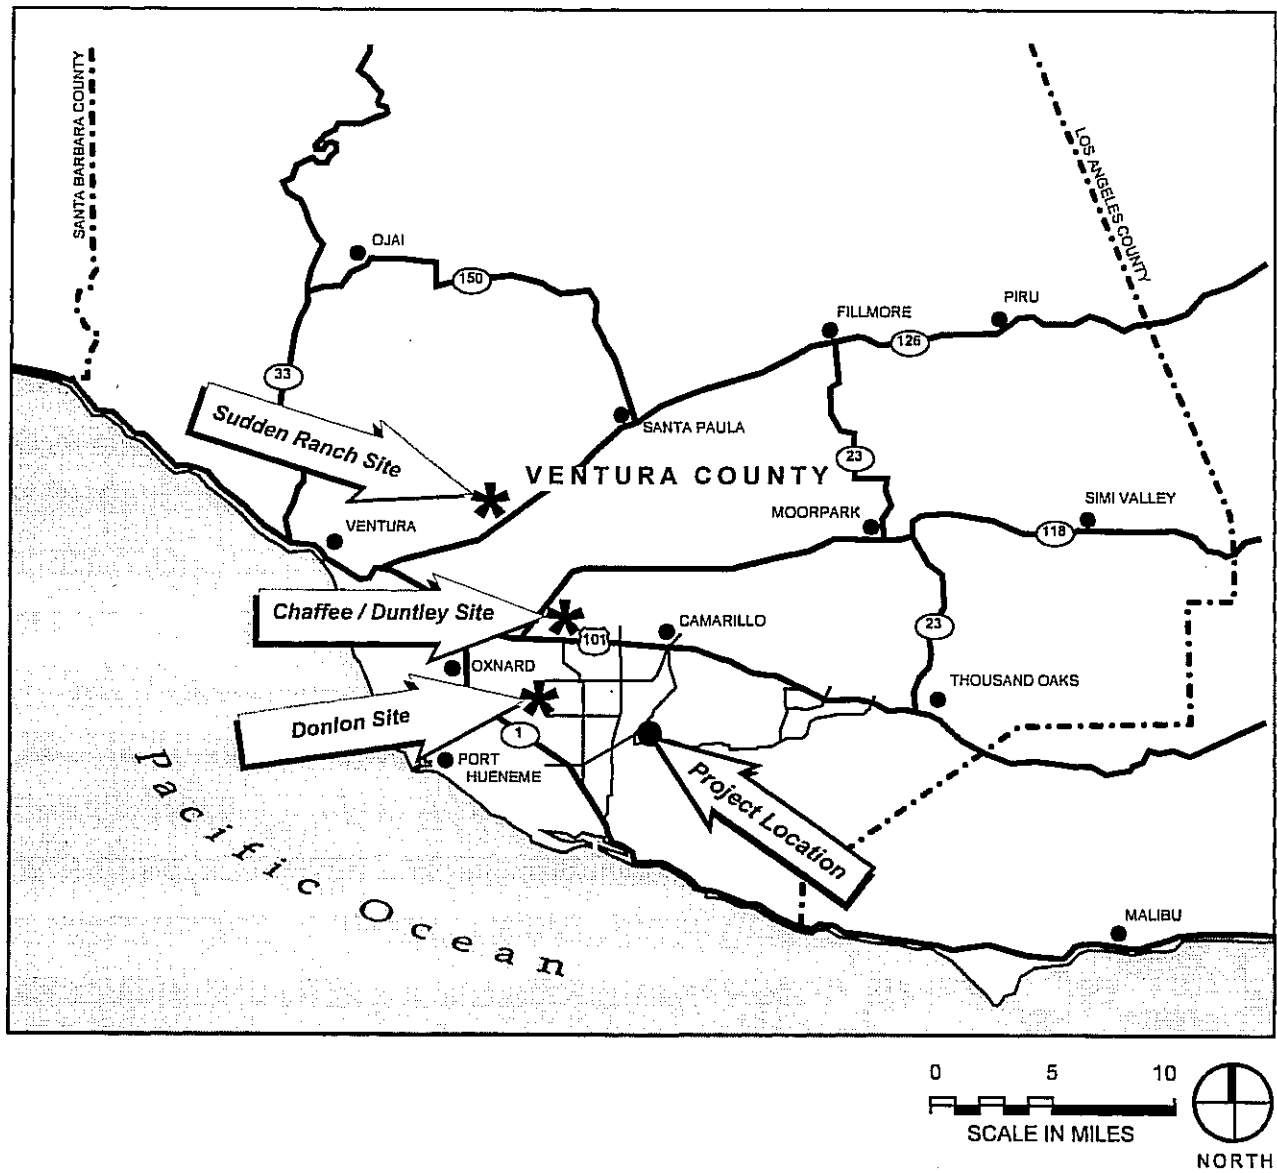 SANTA BARBARA COUNTY
LOS ANGELES COUNTY
OJAI
150
PIRU
FILLMORE
126
33
Sudden Ranch Site
SANTA PAULA
VENTURA COUNTY
23
SIMI VALLEY
MOORPARK
VENTURA
118
Chaffee / Duntley Site
CAMARILLO
101
23
OXNARD
THOUSAND OAKS
Donlon Site
1
PORT
HUENEME
Project Location
Pacific Ocean
MALIBU
0 5 10
SCALE IN MILES
NORTH